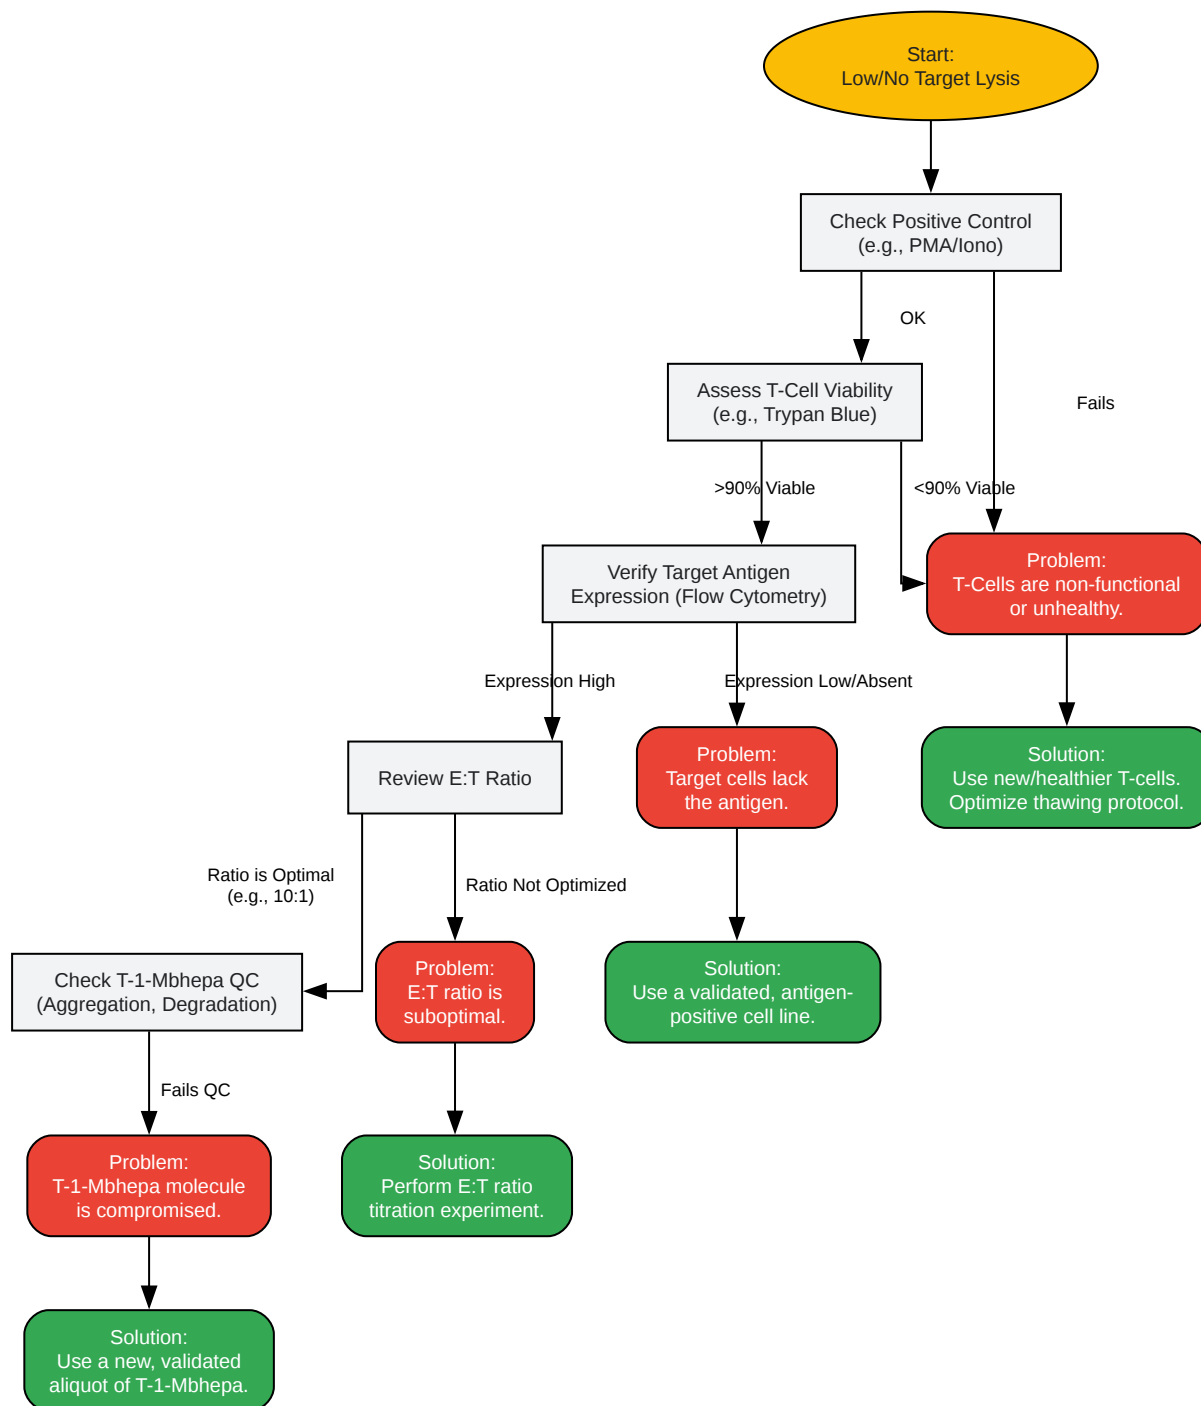 Start:
Low/No Target Lysis
Check Positive Control
(e.g., PMA/Iono)
OK
Fails
Assess T-Cell Viability
(e.g., Trypan Blue)
>90% Viable
<90% Viable
Verify Target Antigen
Expression (Flow Cytometry)
Problem:
T-Cells are non-functional
or unhealthy.
Expression High
Expression Low/Absent
Review E:T Ratio
Problem:
Target cells lack
the antigen.
Solution:
Use new/healthier T-cells.
Optimize thawing protocol.
Ratio is Optimal
(e.g., 10:1)
Ratio Not Optimized
Check T-1-Mbhepa QC
(Aggregation, Degradation)
Problem:
E:T ratio is
suboptimal.
Solution:
Use a validated, antigen-
positive cell line.
Fails QC
Problem:
T-1-Mbhepa molecule
is compromised.
Solution:
Perform E:T ratio
titration experiment.
Solution:
Use a new, validated
aliquot of T-1-Mbhepa.